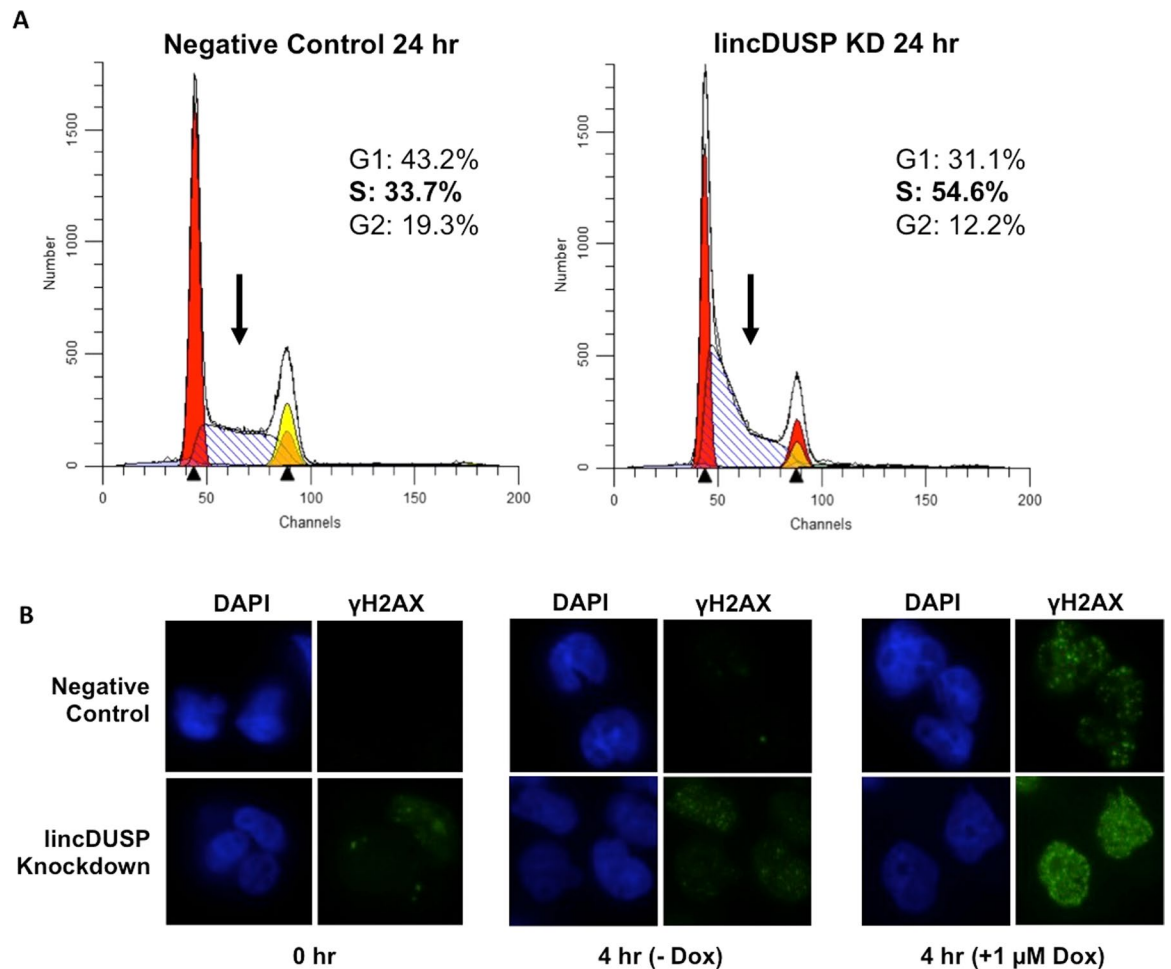 A
Negative Control 24 hr
1500
1000
500
0
Number
G1: 43.2%
S: 33.7%
G2: 19.3%
0 50 100 150 200
Channels
lincDUSP KD 24 hr
1500
1000
500
0
Number
G1: 31.1%
S: 54.6%
G2: 12.2%
0 50 100 150 200
Channels
B
DAPI γH2AX DAPI γH2AX DAPI γH2AX
Negative
Control
lincDUSP
Knockdown
0 hr 4 hr (- Dox) 4 hr (+1 μM Dox)